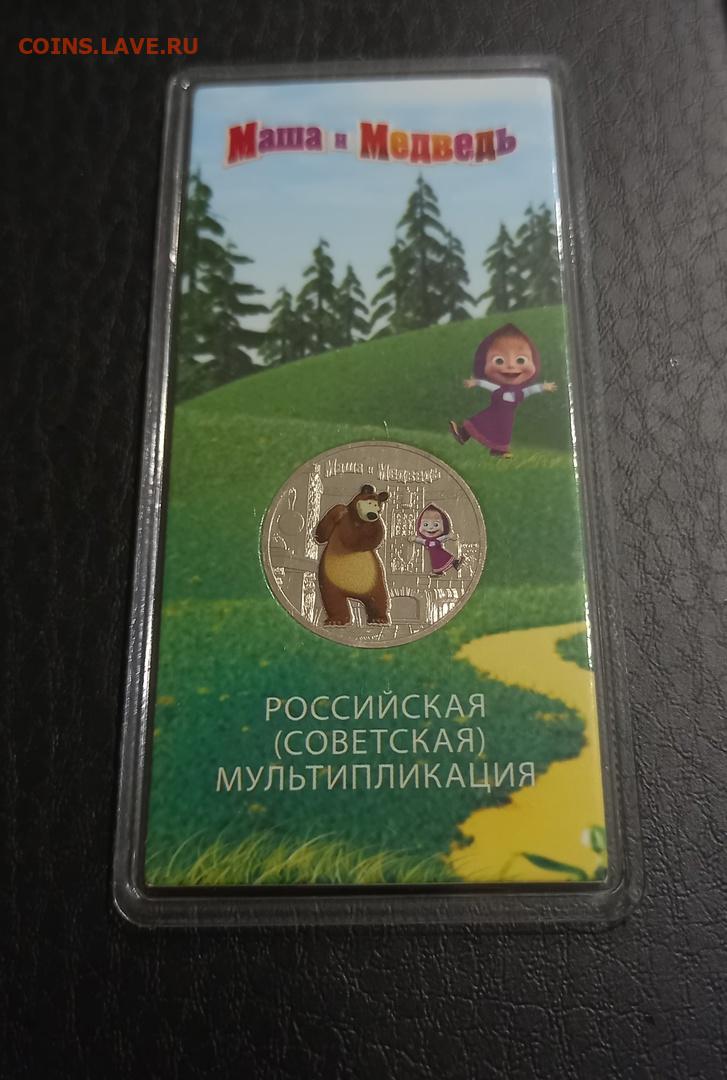 COINS.LAVE.RU
Маша и Медведь
Маша и Медведь
РОССИЙСКАЯ
(СОВЕТСКАЯ)
МУЛЬТИПЛИКАЦИЯ